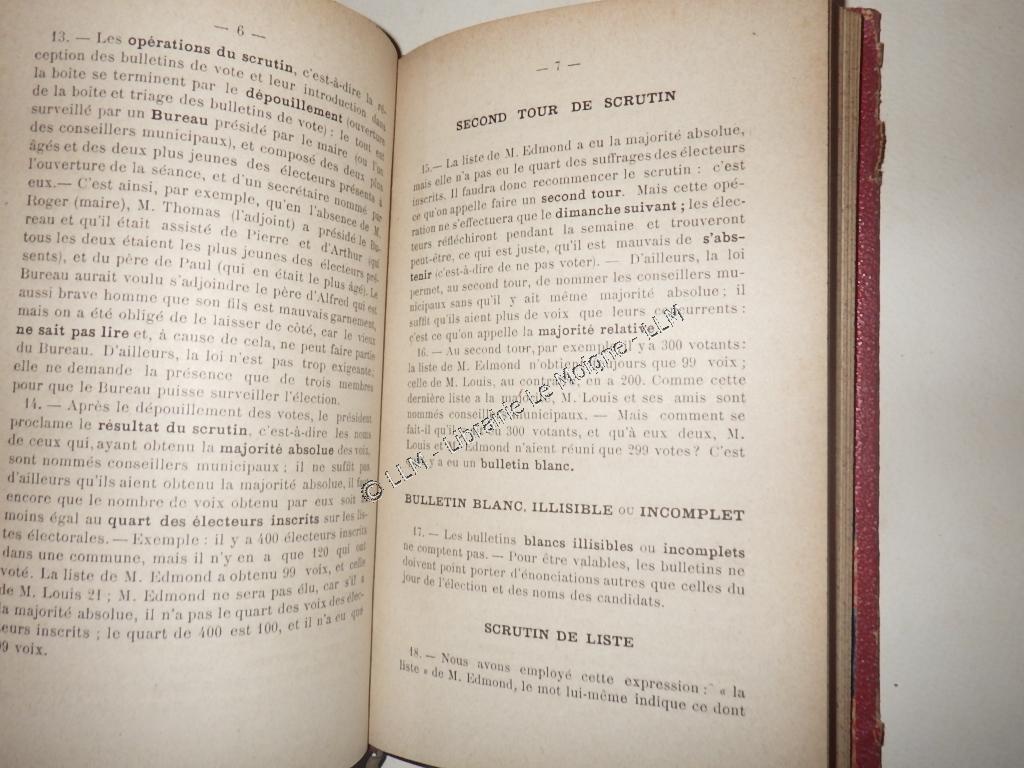 — 6 —
13. — Les opérations du scrutin, c'est-à-dire la ré-
ception des bulletins de vote et leur introduction dans
la boîte se terminent par le dépouillement (ouverture
de la boîte et triage des bulletins de vote) : le tout est
surveillé par un Bureau présidé par le maire (ou l'un
des conseillers municipaux), et composé des deux plus
âgés et des deux plus jeunes des électeurs présents à
l'ouverture de la séance, et d'un secrétaire nommé par
eux. — C'est ainsi, par exemple, qu'en l'absence de M.
Roger (maire), M. Thomas (l'adjoint) a présidé le Bu-
reau et qu'il était assisté de Pierre et d'Arthur (qui
tous les deux étaient les plus jeunes des électeurs pré-
sents), et du père de Paul (qui en était le plus âgé). Le
Bureau aurait voulu s'adjoindre le père d'Alfred qui est
aussi brave homme que son fils est mauvais garnement,
mais on a été obligé de le laisser de côté, car le vieux
ne sait pas lire et, à cause de cela, ne peut faire partie
du Bureau. D'ailleurs, la loi n'est pas trop exigeante;
elle ne demande la présence que de trois membres
pour que le Bureau puisse surveiller l'élection.
14. — Après le dépouillement des votes, le président
proclame le résultat du scrutin, c'est-à-dire les noms
de ceux qui, ayant obtenu la majorité absolue des voix,
sont nommés conseillers municipaux ; il ne suffit pas
d'ailleurs qu'ils aient obtenu la majorité absolue, il faut
encore que le nombre de voix obtenu par eux soit au
moins égal au quart des électeurs inscrits sur les lis-
tes électorales. — Exemple : il y a 400 électeurs inscrits
dans une commune, mais il n'y en a que 120 qui ont
voté. La liste de M. Edmond a obtenu 99 voix, et celle
de M. Louis 21 ; M. Edmond ne sera pas élu, car s'il a
la majorité absolue, il n'a pas le quart des voix des élec-
teurs inscrits ; le quart de 400 est 100, et il n'a eu que
99 voix.
— 7 —
SECOND TOUR DE SCRUTIN
15. — La liste de M. Edmond a eu la majorité absolue,
mais elle n'a pas eu le quart des suffrages des électeurs
inscrits. Il faudra donc recommencer le scrutin : c'est
ce qu'on appelle faire un second tour. Mais cette opé-
ration ne s'effectuera que le dimanche suivant ; les élec-
teurs réfléchiront pendant la semaine et trouveront
peut-être, ce qui est juste, qu'il est mauvais de s'abs-
tenir (c'est-à-dire de ne pas voter). — D'ailleurs, la loi
permet, au second tour, de nommer les conseillers mu-
nicipaux sans qu'il y ait même majorité absolue ; il
suffit qu'ils aient plus de voix que leurs concurrents :
c'est ce qu'on appelle la majorité relative.
16. — Au second tour, par exemple il y a 300 votants :
la liste de M. Edmond n'obtient toujours que 99 voix ;
celle de M. Louis, au contraire en a 200. Comme cette
dernière liste a la majorité, M. Louis et ses amis sont
nommés conseillers municipaux. — Mais comment se
fait-il qu'il y ait eu 300 votants, et qu'à eux deux, M.
Louis et M. Edmond n'aient réuni que 299 votes ? C'est
qu'il y a eu un bulletin blanc.
BULLETIN BLANC, ILLISIBLE OU INCOMPLET
17. — Les bulletins blancs illisibles ou incomplets
ne comptent pas. — Pour être valables, les bulletins ne
doivent point porter d'énonciations autres que celles du
jour de l'élection et des noms des candidats.
SCRUTIN DE LISTE
18. — Nous avons employé cette expression : « la
liste » de M. Edmond, le mot lui-même indique ce dont
© LLM - Librairie Le Moigne - LLM